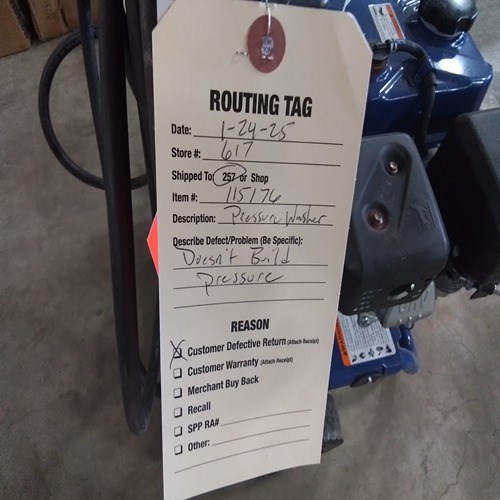 ROUTING TAG
Date: 1-24-25
Store #: 617
Shipped To: 257 or Shop
Item #: 115176
Description: Pressure Washer
Describe Defect/Problem (Be Specific):
Doesn't Build
pressure
REASON
Customer Defective Return (Attach Receipt)
Customer Warranty (Attach Receipt)
Merchant Buy Back
Recall
SPP RA#
Other: